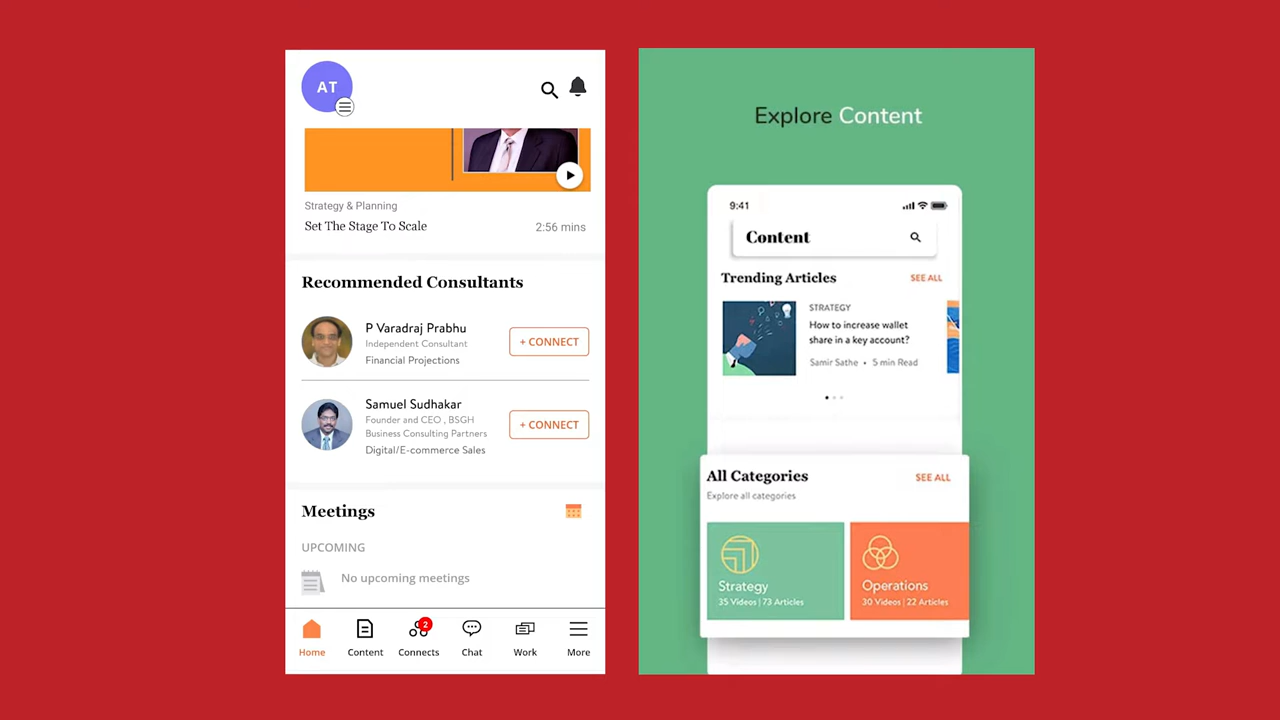 AT
Strategy & Planning
Set The Stage To Scale
2:56 mins
Recommended Consultants
P Varadraj Prabhu
Independent Consultant
Financial Projections
+ CONNECT
Samuel Sudhakar
Founder and CEO , BSGH
Business Consulting Partners
Digital/E-commerce Sales
+ CONNECT
Meetings
UPCOMING
No upcoming meetings
2
Home
Content
Connects
Chat
Work
More
Explore Content
9:41
Content
Trending Articles
SEE ALL
STRATEGY
How to increase wallet
share in a key account?
Samir Sathe • 5 min Read
All Categories
SEE ALL
Explore all categories
Strategy
35 Videos | 73 Articles
Operations
30 Videos | 22 Articles